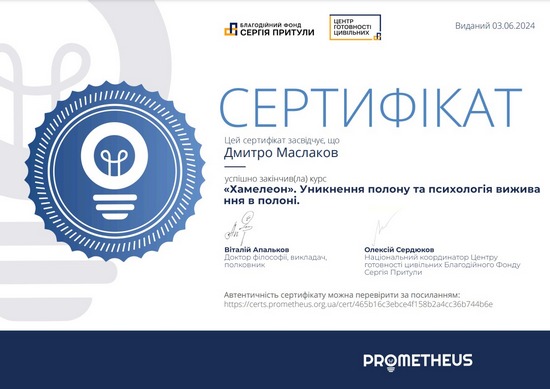 БЛАГОДІЙНИЙ ФОНД
СЕРГІЯ ПРИТУЛИ
ЦЕНТР
ГОТОВНОСТІ
ЦИВІЛЬНИХ
Виданий 03.06.2024
СЕРТИФІКАТ
Цей сертифікат засвідчує, що
Дмитро Маслаков
успішно закінчив(ла) курс
«Хамелеон». Уникнення полону та психологія вижива
ння в полоні.
Віталій Апальков
Доктор філософії, викладач,
полковник
Олексій Сердюков
Національний координатор Центру
готовності цивільних Благодійного Фонду
Сергія Притули
Автентичність сертифікату можна перевірити за посиланням:
https://certs.prometheus.org.ua/cert/465b16c3ebce4f158b2a4cc36b744b6e
PROMETHEUS